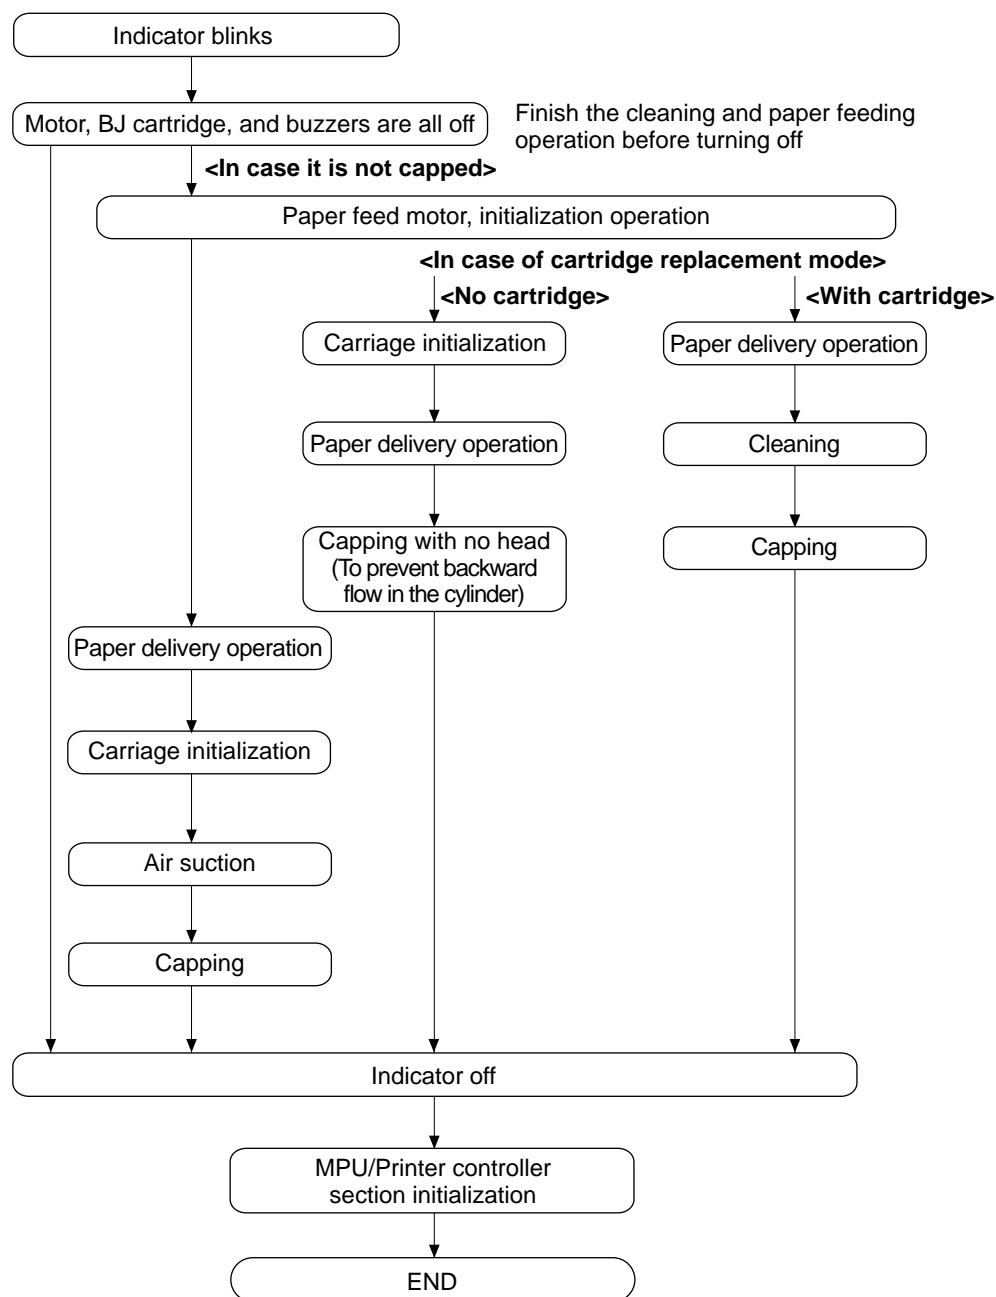 Indicator blinks
Motor, BJ cartridge, and buzzers are all off
Finish the cleaning and paper feeding
operation before turning off
<In case it is not capped>
Paper feed motor, initialization operation
<In case of cartridge replacement mode>
<No cartridge>
<With cartridge>
Carriage initialization
Paper delivery operation
Paper delivery operation
Cleaning
Capping with no head
(To prevent backward
flow in the cylinder)
Capping
Paper delivery operation
Carriage initialization
Air suction
Capping
Indicator off
MPU/Printer controller
section initialization
END